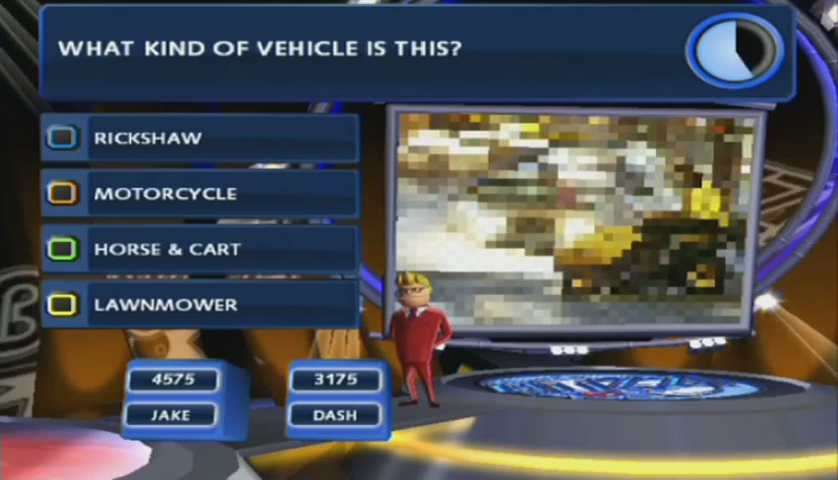 WHAT KIND OF VEHICLE IS THIS?
RICKSHAW
MOTORCYCLE
HORSE & CART
LAWNMOWER
4575
3175
JAKE
DASH